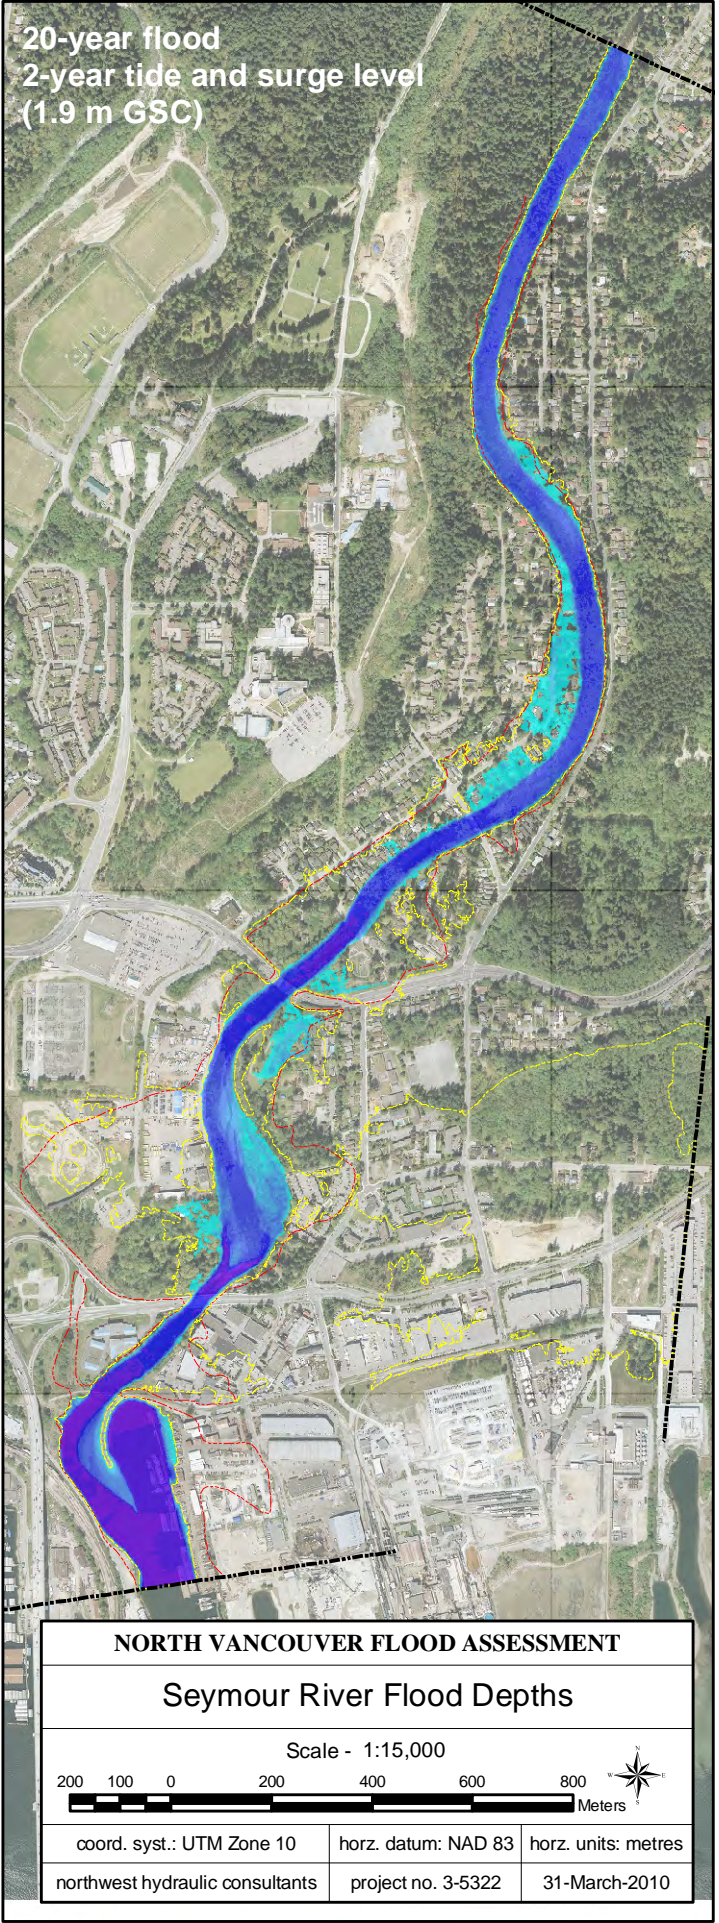 20-year flood
2-year tide and surge level
(1.9 m GSC)
NORTH VANCOUVER FLOOD ASSESSMENT
Seymour River Flood Depths
Scale - 1:15,000
200 100 0 200 400 600 800
Meters
N
W E
S
coord. syst.: UTM Zone 10 horz. datum: NAD 83 horz. units: metres
northwest hydraulic consultants project no. 3-5322 31-March-2010